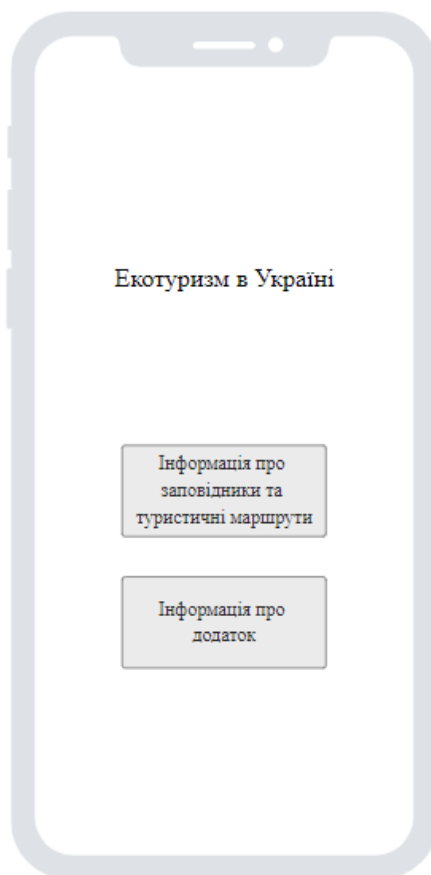 Екотуризм в Україні
Інформація про
заповідники та
туристичні маршрути
Інформація про
додаток